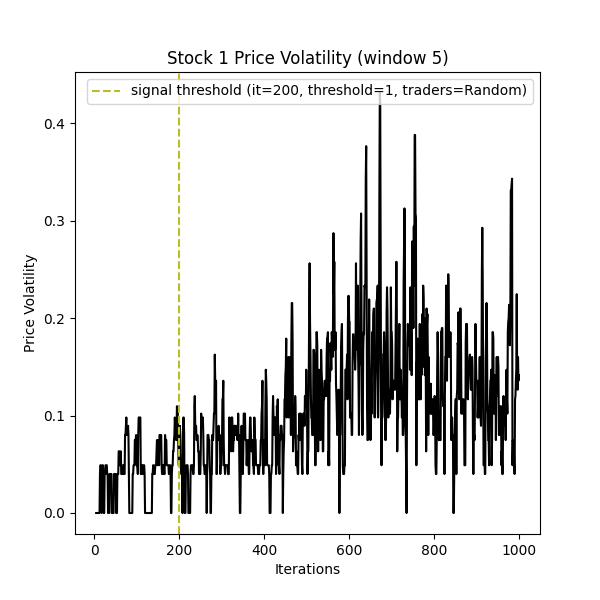 Stock 1 Price Volatility (window 5)
signal threshold (it=200, threshold=1, traders=Random)
0.4
0.3
0.2
0.1
0.0
Price Volatility
0 200 400 600 800 1000
Iterations